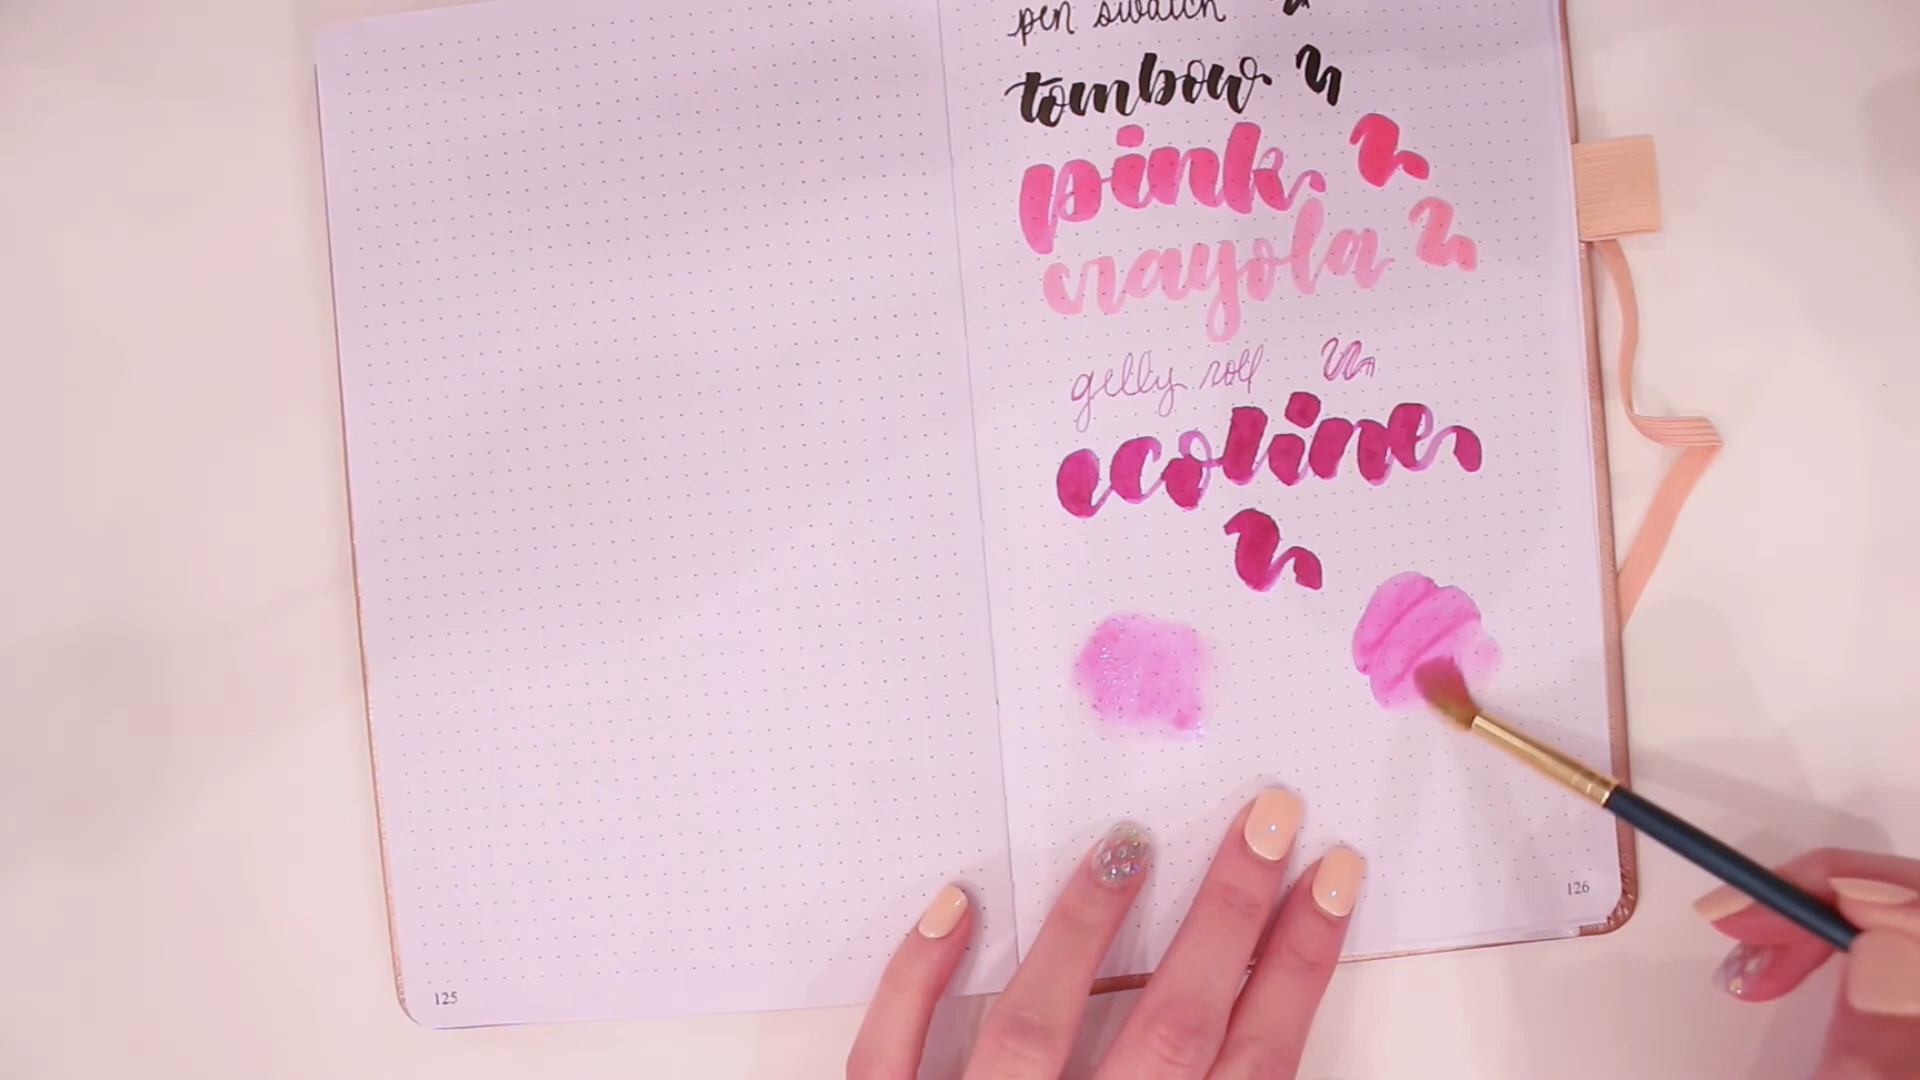 pen swatch
tombow
pink
crayola
gelly roll
ecoline
125
126